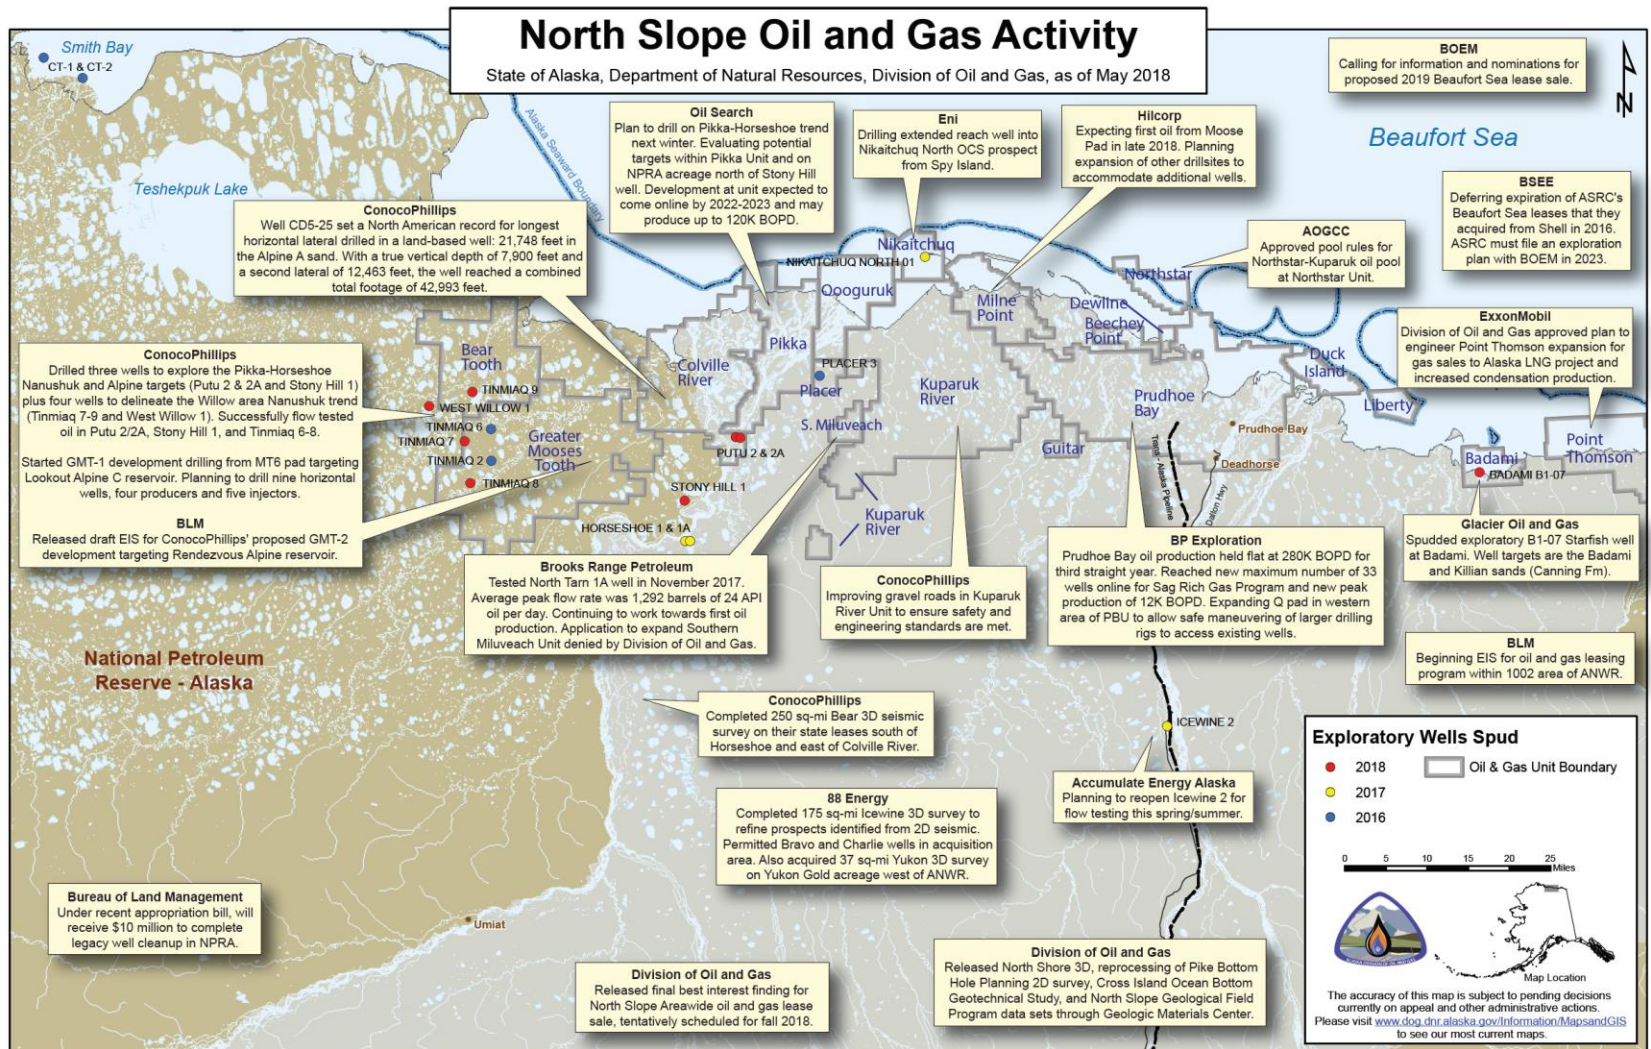 North Slope Oil and Gas Activity
State of Alaska, Department of Natural Resources, Division of Oil and Gas, as of May 2018
Smith Bay
CT-1 & CT-2
Teshekpuk Lake
Alaska Seaward Boundary
Beaufort Sea
N
BOEM
Calling for information and nominations for
proposed 2019 Beaufort Sea lease sale.
Oil Search
Plan to drill on Pikka-Horseshoe trend
next winter. Evaluating potential
targets within Pikka Unit and on
NPRA acreage north of Stony Hill
well. Development at unit expected to
come online by 2022-2023 and may
produce up to 120K BOPD.
Eni
Drilling extended reach well into
Nikaitchuq North OCS prospect
from Spy Island.
Hilcorp
Expecting first oil from Moose
Pad in late 2018. Planning
expansion of other drillsites to
accommodate additional wells.
BSEE
Deferring expiration of ASRC's
Beaufort Sea leases that they
acquired from Shell in 2016.
ASRC must file an exploration
plan with BOEM in 2023.
ConocoPhillips
Well CD5-25 set a North American record for longest
horizontal lateral drilled in a land-based well: 21,748 feet in
the Alpine A sand. With a true vertical depth of 7,900 feet and
a second lateral of 12,463 feet, the well reached a combined
total footage of 42,993 feet.
AOGCC
Approved pool rules for
Northstar-Kuparuk oil pool
at Northstar Unit.
ExxonMobil
Division of Oil and Gas approved plan to
engineer Point Thomson expansion for
gas sales to Alaska LNG project and
increased condensation production.
Nikaitchuq
NIKAITCHUQ NORTH 01
Oooguruk
Northstar
Milne
Point
Dewline
Beechey
Point
Duck
Island
Liberty
Pikka
Colville
River
PLACER 3
Placer
Kuparuk
River
Prudhoe
Bay
S. Miluveach
Guitar
Prudhoe Bay
Deadhorse
Trans - Alaska Pipeline
Dalton Hwy
Badami
BADAMI B1-07
Point
Thomson
Bear
Tooth
TINMIAQ 9
WEST WILLOW 1
TINMIAQ 6
TINMIAQ 7
TINMIAQ 2
TINMIAQ 8
Greater
Mooses
Tooth
PUTU 2 & 2A
STONY HILL 1
HORSESHOE 1 & 1A
Kuparuk
River
ConocoPhillips
Drilled three wells to explore the Pikka-Horseshoe
Nanushuk and Alpine targets (Putu 2 & 2A and Stony Hill 1)
plus four wells to delineate the Willow area Nanushuk trend
(Tinmiaq 7-9 and West Willow 1). Successfully flow tested
oil in Putu 2/2A, Stony Hill 1, and Tinmiaq 6-8.
Started GMT-1 development drilling from MT6 pad targeting
Lookout Alpine C reservoir. Planning to drill nine horizontal
wells, four producers and five injectors.
BLM
Released draft EIS for ConocoPhillips' proposed GMT-2
development targeting Rendezvous Alpine reservoir.
Brooks Range Petroleum
Tested North Tarn 1A well in November 2017.
Average peak flow rate was 1,292 barrels of 24 API
oil per day. Continuing to work towards first oil
production. Application to expand Southern
Miluveach Unit denied by Division of Oil and Gas.
ConocoPhillips
Improving gravel roads in Kuparuk
River Unit to ensure safety and
engineering standards are met.
BP Exploration
Prudhoe Bay oil production held flat at 280K BOPD for
third straight year. Reached new maximum number of 33
wells online for Sag Rich Gas Program and new peak
production of 12K BOPD. Expanding Q pad in western
area of PBU to allow safe maneuvering of larger drilling
rigs to access existing wells.
Glacier Oil and Gas
Spudded exploratory B1-07 Starfish well
at Badami. Well targets are the Badami
and Killian sands (Canning Fm).
BLM
Beginning EIS for oil and gas leasing
program within 1002 area of ANWR.
National Petroleum
Reserve - Alaska
ConocoPhillips
Completed 250 sq-mi Bear 3D seismic
survey on their state leases south of
Horseshoe and east of Colville River.
ICEWINE 2
Accumulate Energy Alaska
Planning to reopen Icewine 2 for
flow testing this spring/summer.
88 Energy
Completed 175 sq-mi Icewine 3D survey to
refine prospects identified from 2D seismic.
Permitted Bravo and Charlie wells in acquisition
area. Also acquired 37 sq-mi Yukon 3D survey
on Yukon Gold acreage west of ANWR.
Bureau of Land Management
Under recent appropriation bill, will
receive $10 million to complete
legacy well cleanup in NPRA.
Umiat
Division of Oil and Gas
Released final best interest finding for
North Slope Areawide oil and gas lease
sale, tentatively scheduled for fall 2018.
Division of Oil and Gas
Released North Shore 3D, reprocessing of Pike Bottom
Hole Planning 2D survey, Cross Island Ocean Bottom
Geotechnical Study, and North Slope Geological Field
Program data sets through Geologic Materials Center.
Exploratory Wells Spud
2018
Oil & Gas Unit Boundary
2017
2016
0 5 10 15 20 25
Miles
Map Location
The accuracy of this map is subject to pending decisions
currently on appeal and other administrative actions.
Please visit www.dog.dnr.alaska.gov/Information/MapsandGIS
to see our most current maps.